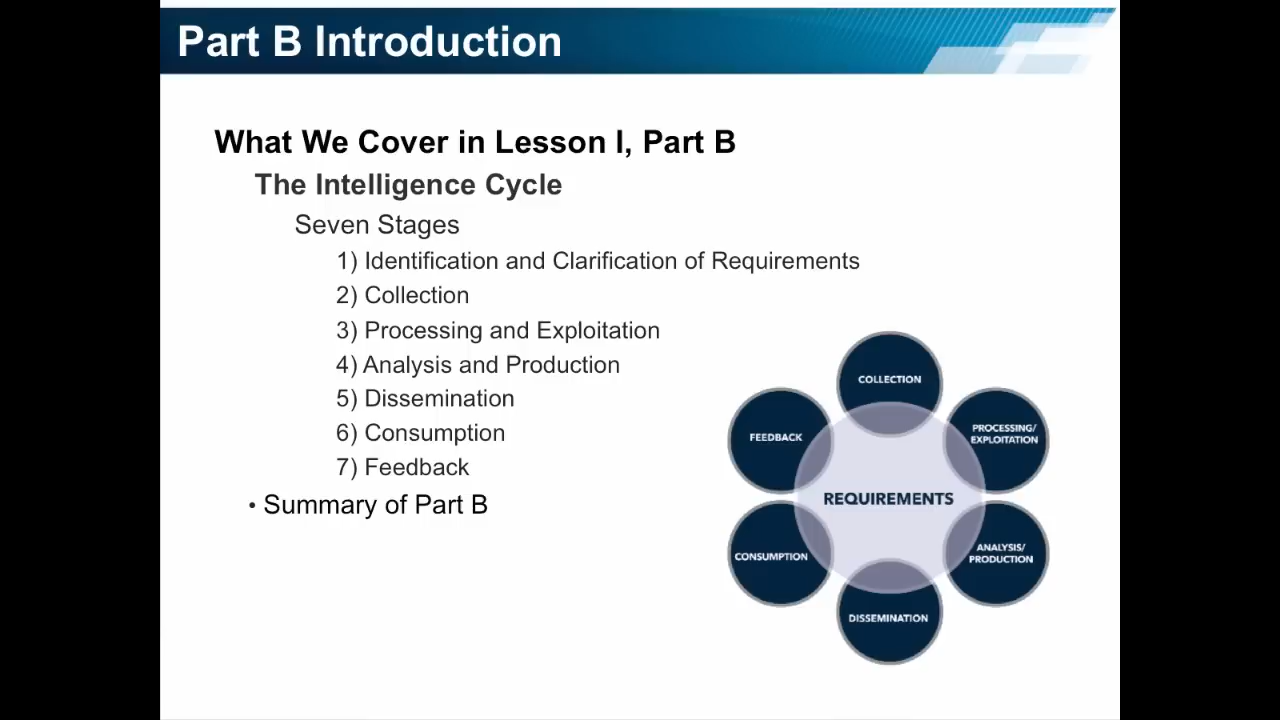 Part B Introduction
What We Cover in Lesson I, Part B
The Intelligence Cycle
Seven Stages
1) Identification and Clarification of Requirements
2) Collection
3) Processing and Exploitation
4) Analysis and Production
5) Dissemination
6) Consumption
7) Feedback
• Summary of Part B
COLLECTION
FEEDBACK
PROCESSING/
EXPLOITATION
REQUIREMENTS
CONSUMPTION
ANALYSIS/
PRODUCTION
DISSEMINATION